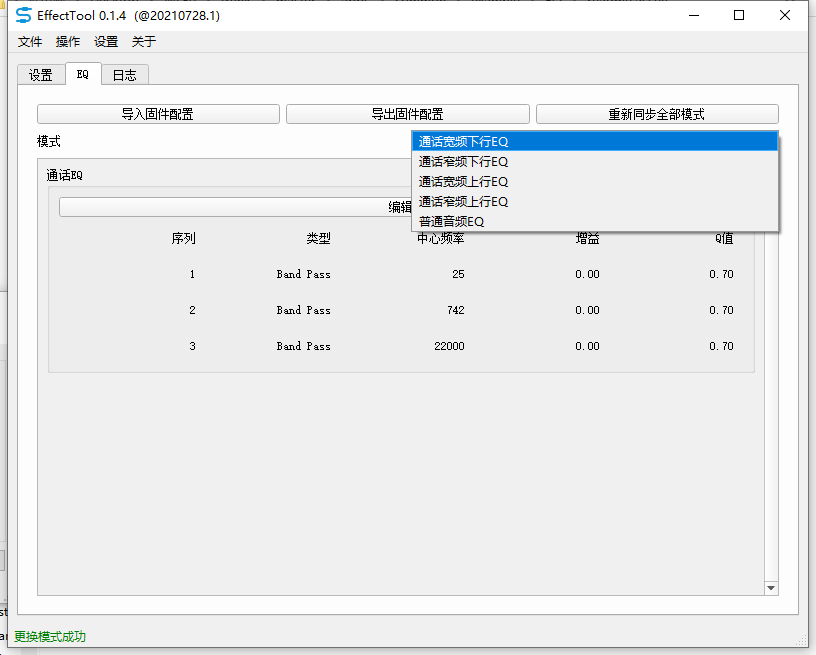 EffectTool 0.1.4 (@20210728.1)
文件 操作 设置 关于
设置 EQ 日志
导入固件配置 导出固件配置 重新同步全部模式
模式
通话宽频下行EQ
通话窄频下行EQ
通话宽频上行EQ
通话窄频上行EQ
普通音频EQ
通话EQ
编辑
序列 类型 中心频率 增益 Q值
1 Band Pass 25 0.00 0.70
2 Band Pass 742 0.00 0.70
3 Band Pass 22000 0.00 0.70
更换模式成功